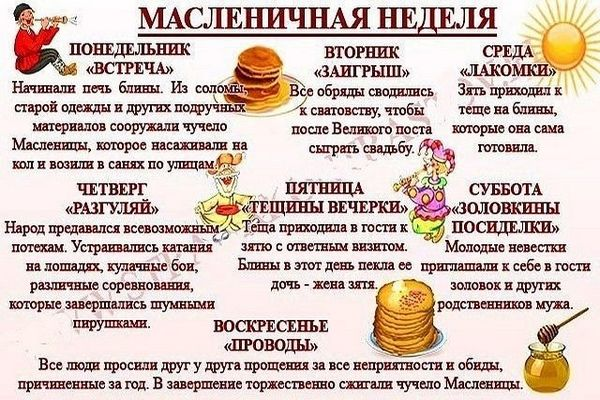 МАСЛЕНИЧНАЯ НЕДЕЛЯ
ПОНЕДЕЛЬНИК
«ВСТРЕЧА»
Начинали печь блины. Из соломы,
старой одежды и других подручных
материалов сооружали чучело
Масленицы, которое насаживали на
кол и возили в санях по улицам.
ВТОРНИК
«ЗАИГРЫШ»
Все обряды сводились
к сватовству, чтобы
после Великого поста
сыграть свадьбу.
СРЕДА
«ЛАКОМКИ»
Зять приходил к
теще на блины,
которые она сама
готовила.
ЧЕТВЕРГ
«РАЗГУЛЯЙ»
Народ предавался всевозможным
потехам. Устраивались катания
на лошадях, кулачные бои,
различные соревнования,
которые завершались шумными
пирушками.
ПЯТНИЦА
«ТЕЩИНЫ ВЕЧЕРКИ»
Теща приходила в гости к
зятю с ответным визитом.
Блины в этот день пекла ее
дочь - жена зятя.
СУББОТА
«ЗОЛОВКИНЫ
ПОСИДЕЛКИ»
Молодые невестки
приглашали к себе в гости
золовок и других
родственников мужа.
ВОСКРЕСЕНЬЕ
«ПРОВОДЫ»
Все люди просили друг у друга прощения за все неприятности и обиды,
причиненные за год. В завершение торжественно сжигали чучело Масленицы.